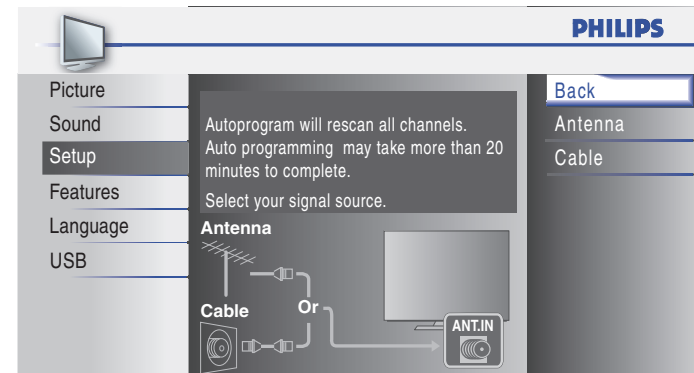 PHILIPS
Picture
Sound
Setup
Features
Language
USB
Autoprogram will rescan all channels.
Auto programming may take more than 20
minutes to complete.
Select your signal source.
Antenna
Cable
Or
ANT.IN
Back
Antenna
Cable